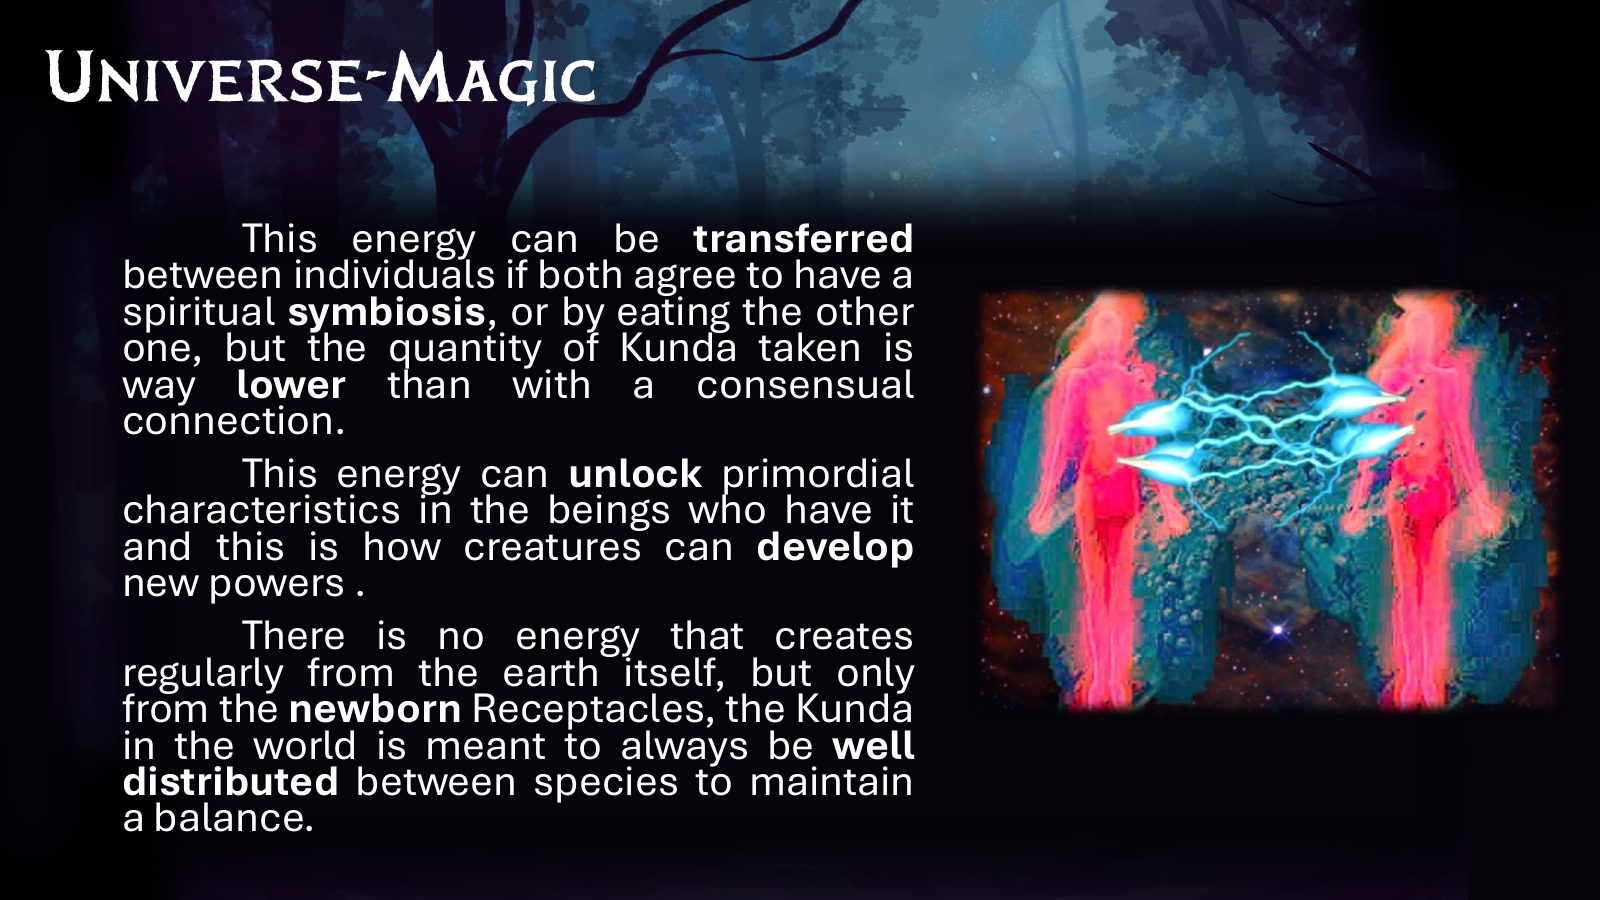 Universe-Magic
This energy can be transferred
between individuals if both agree to have a
spiritual symbiosis, or by eating the other
one, but the quantity of Kunda taken is
way lower than with a consensual
connection.
This energy can unlock primordial
characteristics in the beings who have it
and this is how creatures can develop
new powers .
There is no energy that creates
regularly from the earth itself, but only
from the newborn Receptacles, the Kunda
in the world is meant to always be well
distributed between species to maintain
a balance.